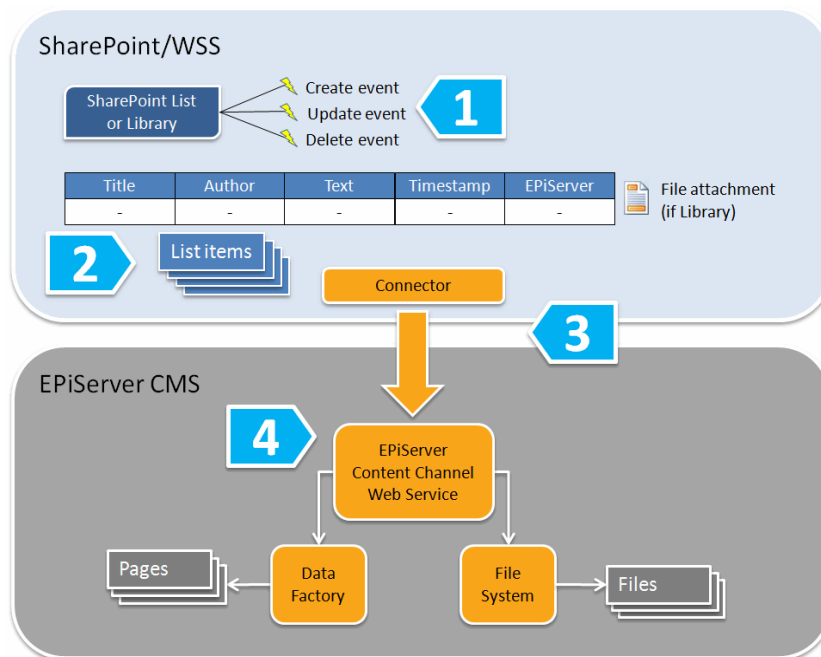 SharePoint/WSS
SharePoint List
or Library
Create event
Update event
Delete event
1
Title Author Text Timestamp EPiServer
- - - - -
File attachment
(if Library)
2
List items
Connector
3
EPiServer CMS
4
EPiServer
Content Channel
Web Service
Pages
Data
Factory
File
System
Files